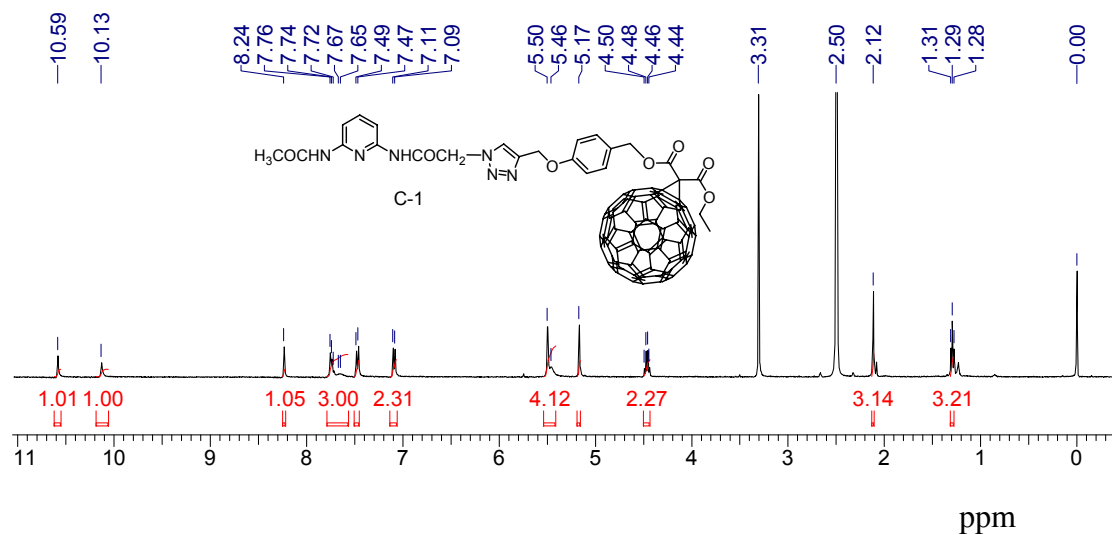 10.59 10.13 8.24 7.76 7.74 7.72 7.67 7.65 7.49 7.47 7.11 7.09 5.50 5.46 5.17 4.50 4.48 4.46 4.44 3.31 2.50 2.12 1.31 1.29 1.28 0.00
H₃COCHN N NHCOCH₂ N N=N O O O O O
C-1
1.01 1.00 1.05 3.00 2.31 4.12 2.27 3.14 3.21
11 10 9 8 7 6 5 4 3 2 1 0
ppm